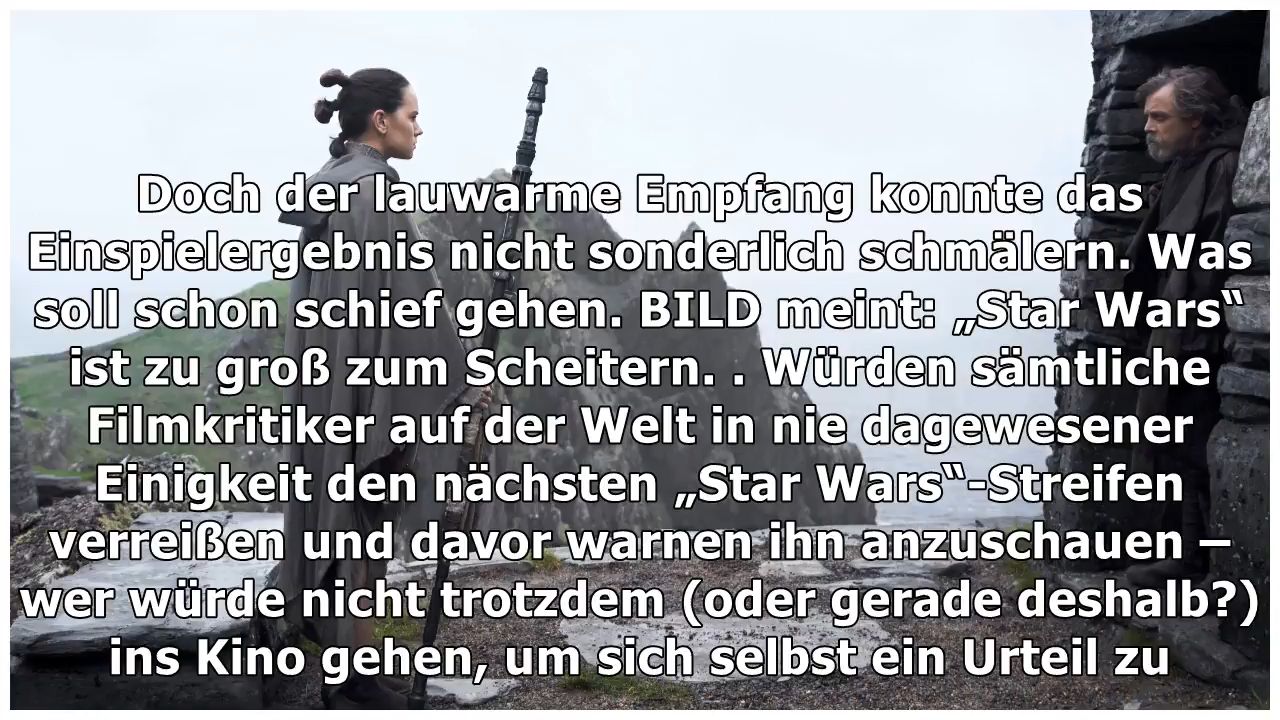 Doch der lauwarme Empfang konnte das
Einspielergebnis nicht sonderlich schmälern. Was
soll schon schief gehen. BILD meint: „Star Wars“
ist zu groß zum Scheitern. . Würden sämtliche
Filmkritiker auf der Welt in nie dagewesener
Einigkeit den nächsten „Star Wars“-Streifen
verreißen und davor warnen ihn anzuschauen –
wer würde nicht trotzdem (oder gerade deshalb?)
ins Kino gehen, um sich selbst ein Urteil zu